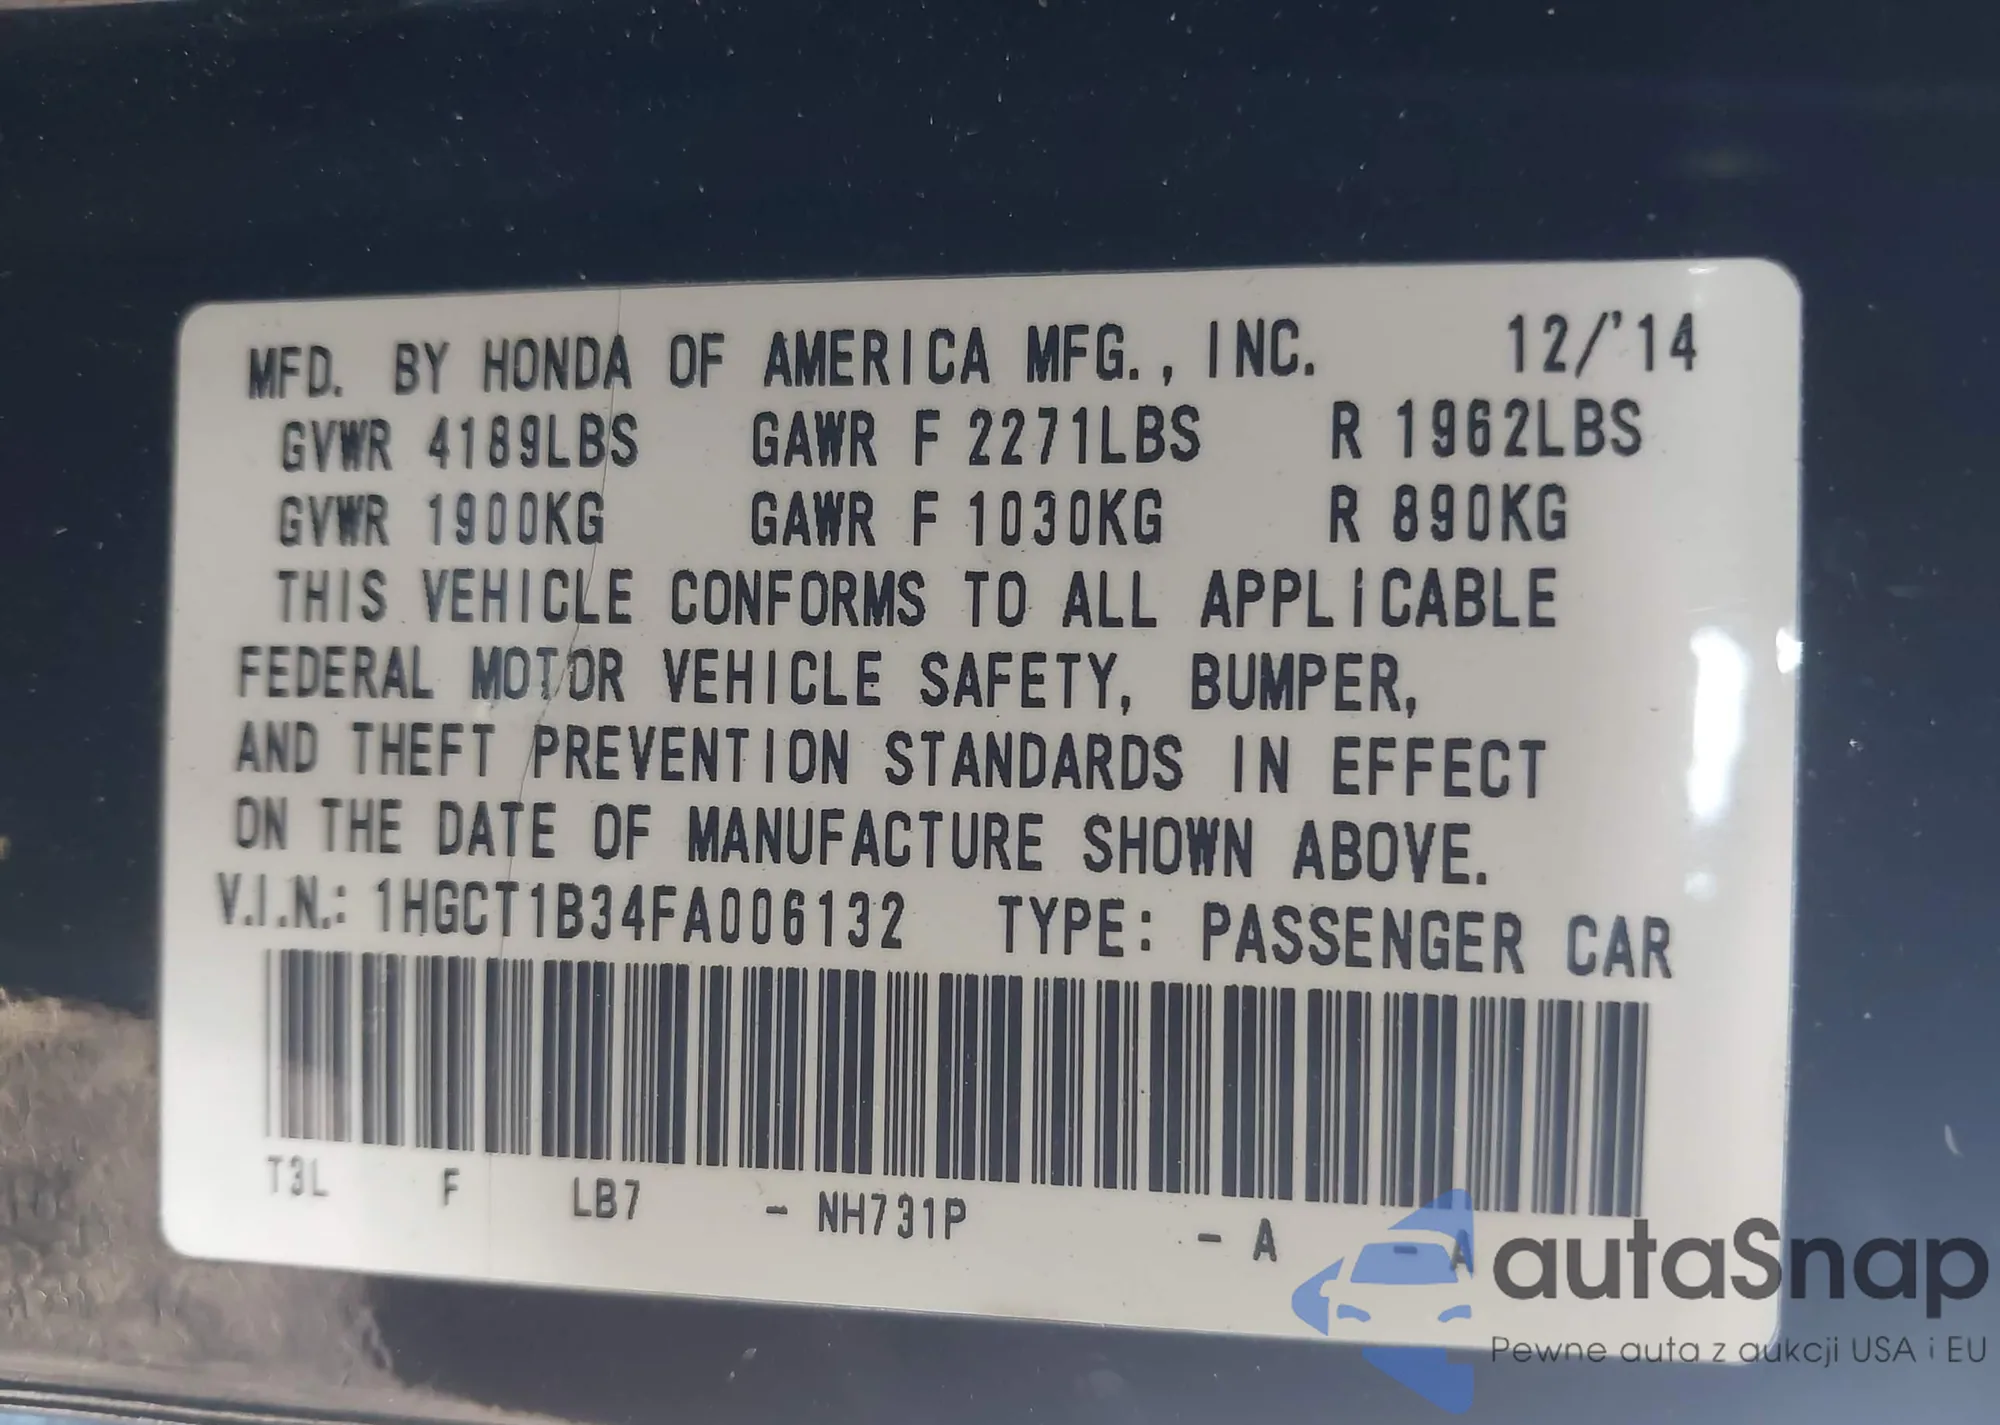 MFD. BY HONDA OF AMERICA MFG., INC. 12/'14
GVWR 4189LBS GAWR F 2271LBS R 1962LBS
GVWR 1900KG GAWR F 1030KG R 890KG
THIS VEHICLE CONFORMS TO ALL APPLICABLE
FEDERAL MOTOR VEHICLE SAFETY, BUMPER,
AND THEFT PREVENTION STANDARDS IN EFFECT
ON THE DATE OF MANUFACTURE SHOWN ABOVE.
V.I.N.: 1HGCT1B34FA006132 TYPE: PASSENGER CAR
T3L F LB7 - NH731P - A - A
autaSnap
Pewne auta z aukcji USA i EU